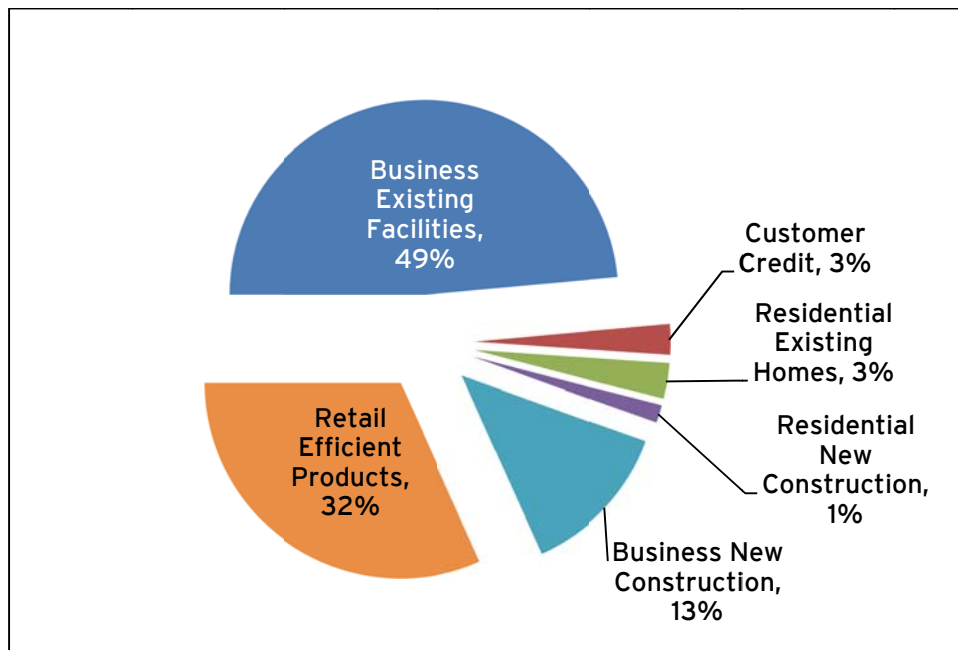 Business
Existing
Facilities,
49%
Customer
Credit, 3%
Residential
Existing
Homes, 3%
Residential
New
Construction,
1%
Business New
Construction,
13%
Retail
Efficient
Products,
32%